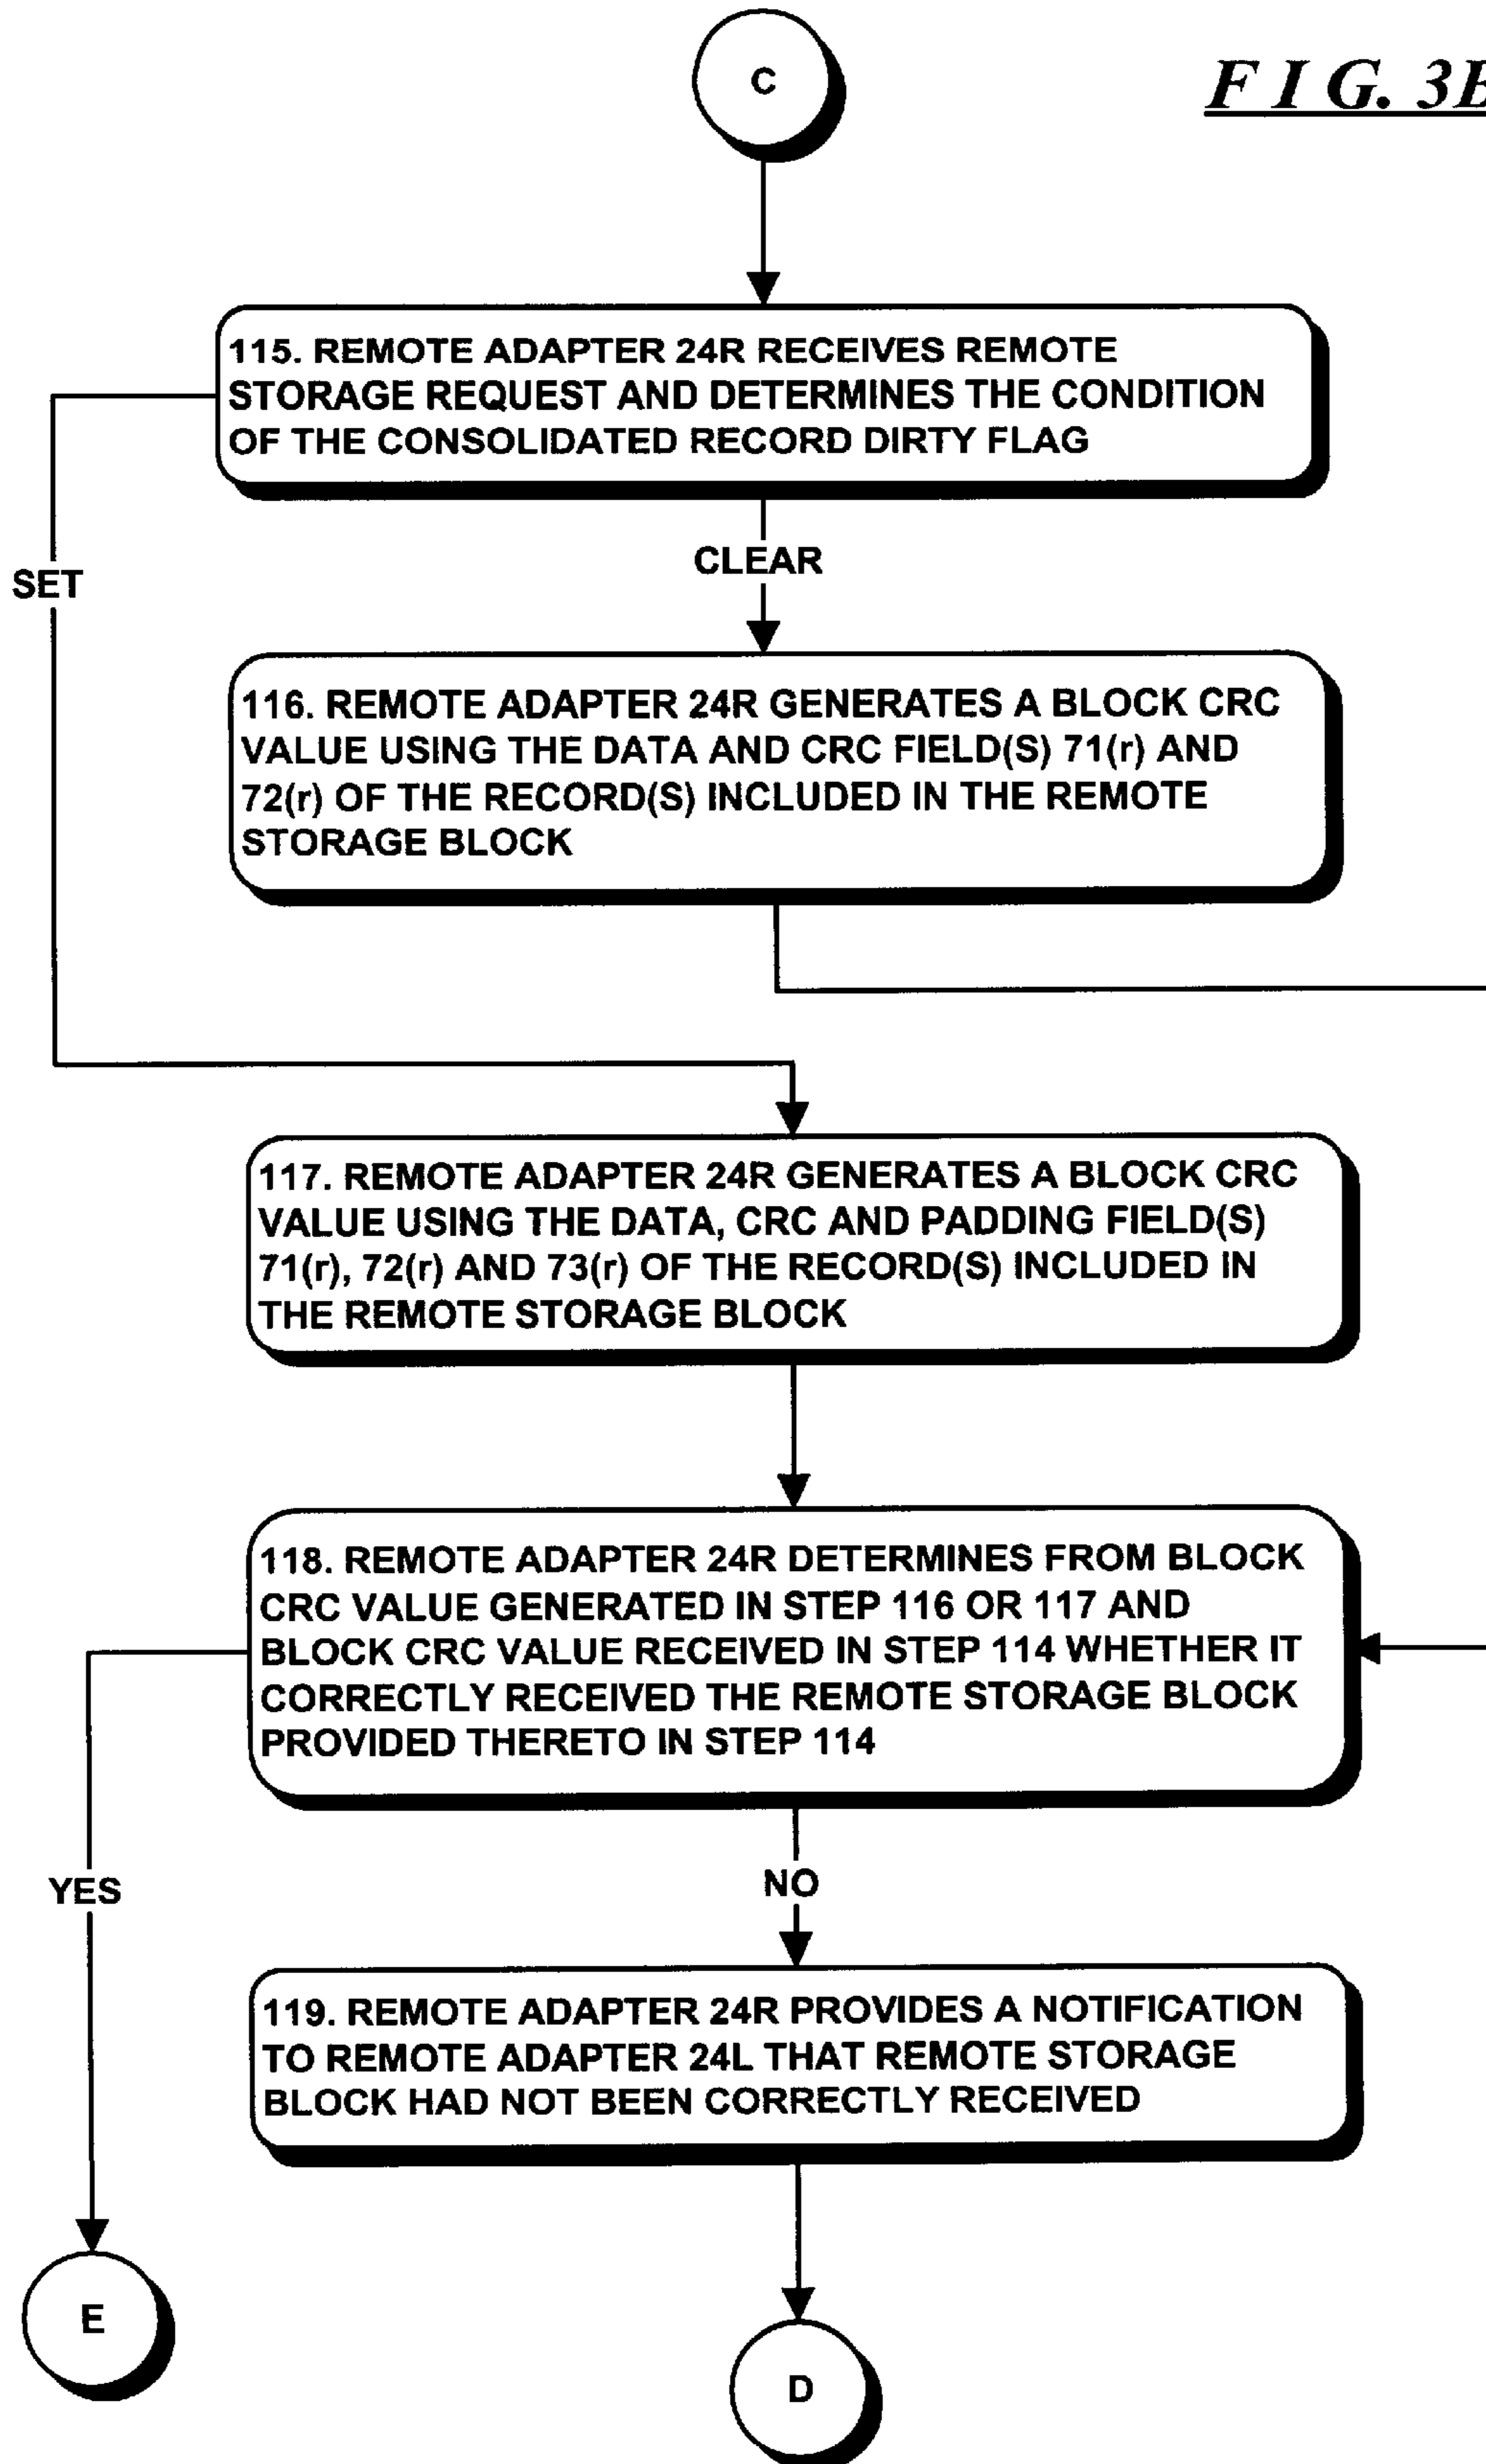 C
FIG. 3B
115. REMOTE ADAPTER 24R RECEIVES REMOTE
STORAGE REQUEST AND DETERMINES THE CONDITION
OF THE CONSOLIDATED RECORD DIRTY FLAG
SET
CLEAR
116. REMOTE ADAPTER 24R GENERATES A BLOCK CRC
VALUE USING THE DATA AND CRC FIELD(S) 71(r) AND
72(r) OF THE RECORD(S) INCLUDED IN THE REMOTE
STORAGE BLOCK
117. REMOTE ADAPTER 24R GENERATES A BLOCK CRC
VALUE USING THE DATA, CRC AND PADDING FIELD(S)
71(r), 72(r) AND 73(r) OF THE RECORD(S) INCLUDED IN
THE REMOTE STORAGE BLOCK
118. REMOTE ADAPTER 24R DETERMINES FROM BLOCK
CRC VALUE GENERATED IN STEP 116 OR 117 AND
BLOCK CRC VALUE RECEIVED IN STEP 114 WHETHER IT
CORRECTLY RECEIVED THE REMOTE STORAGE BLOCK
PROVIDED THERETO IN STEP 114
YES
NO
119. REMOTE ADAPTER 24R PROVIDES A NOTIFICATION
TO REMOTE ADAPTER 24L THAT REMOTE STORAGE
BLOCK HAD NOT BEEN CORRECTLY RECEIVED
E
D